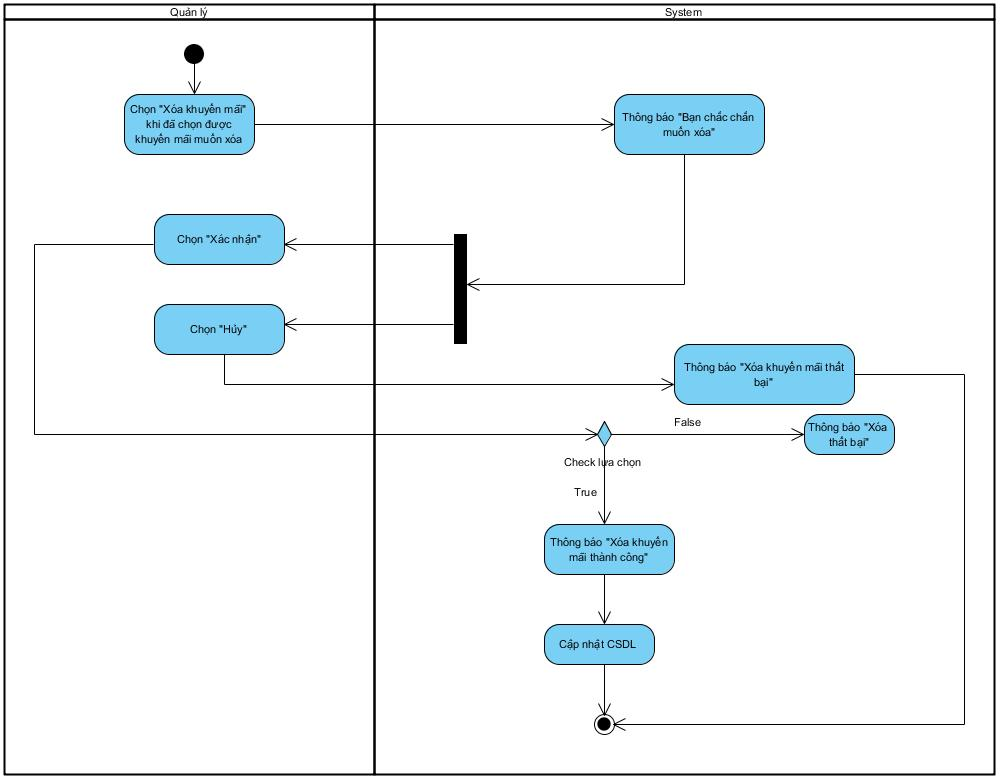 Quản lý
System
Chọn "Xóa khuyến mãi"
khi đã chọn được
khuyến mãi muốn xóa
Thông báo "Bạn chắc chắn
muốn xóa"
Chọn "Xác nhận"
Chọn "Hủy"
Thông báo "Xóa khuyến mãi thất
bại"
False
Thông báo "Xóa
thất bại"
Check lựa chọn
True
Thông báo "Xóa khuyến
mãi thành công"
Cập nhật CSDL